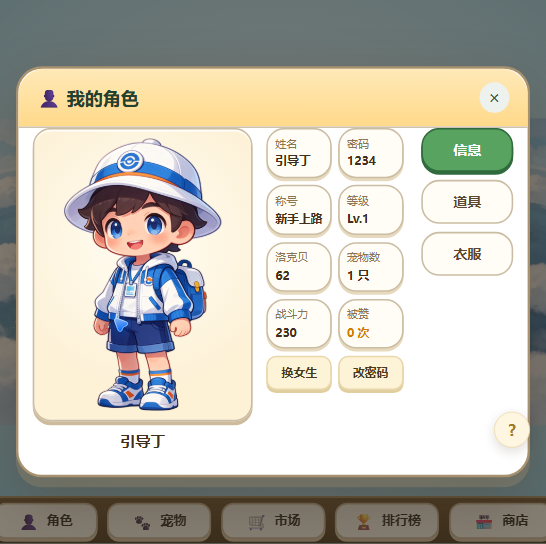 我的角色
×
姓名
引导丁
密码
1234
信息
称号
新手上路
等级
Lv.1
道具
洛克贝
62
宠物数
1 只
衣服
战斗力
230
被赞
0 次
换女生
改密码
?
引导丁
角色
宠物
市场
排行榜
商店